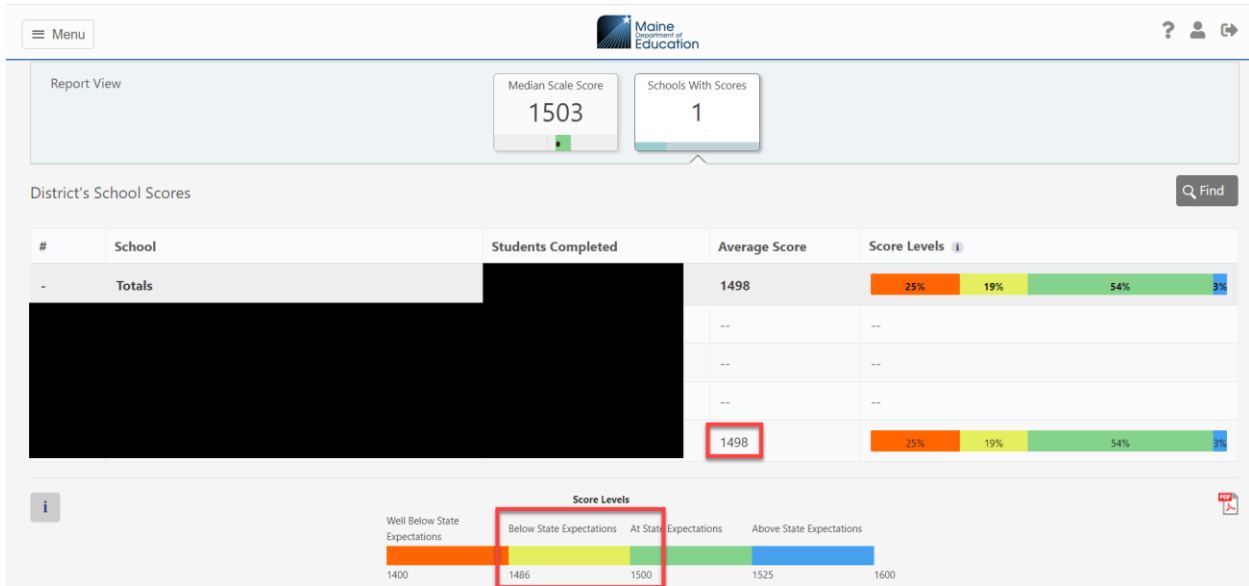 Menu
Maine
Department of
Education
?
Report View
Median Scale Score
1503
Schools With Scores
1
District's School Scores
Find
# School Students Completed Average Score Score Levels i
- Totals 1498 25% 19% 54% 3%
-- --
-- --
-- --
1498 25% 19% 54% 3%
i
Score Levels
PDF
Well Below State
Expectations
Below State Expectations At State Expectations Above State Expectations
1400 1486 1500 1525 1600